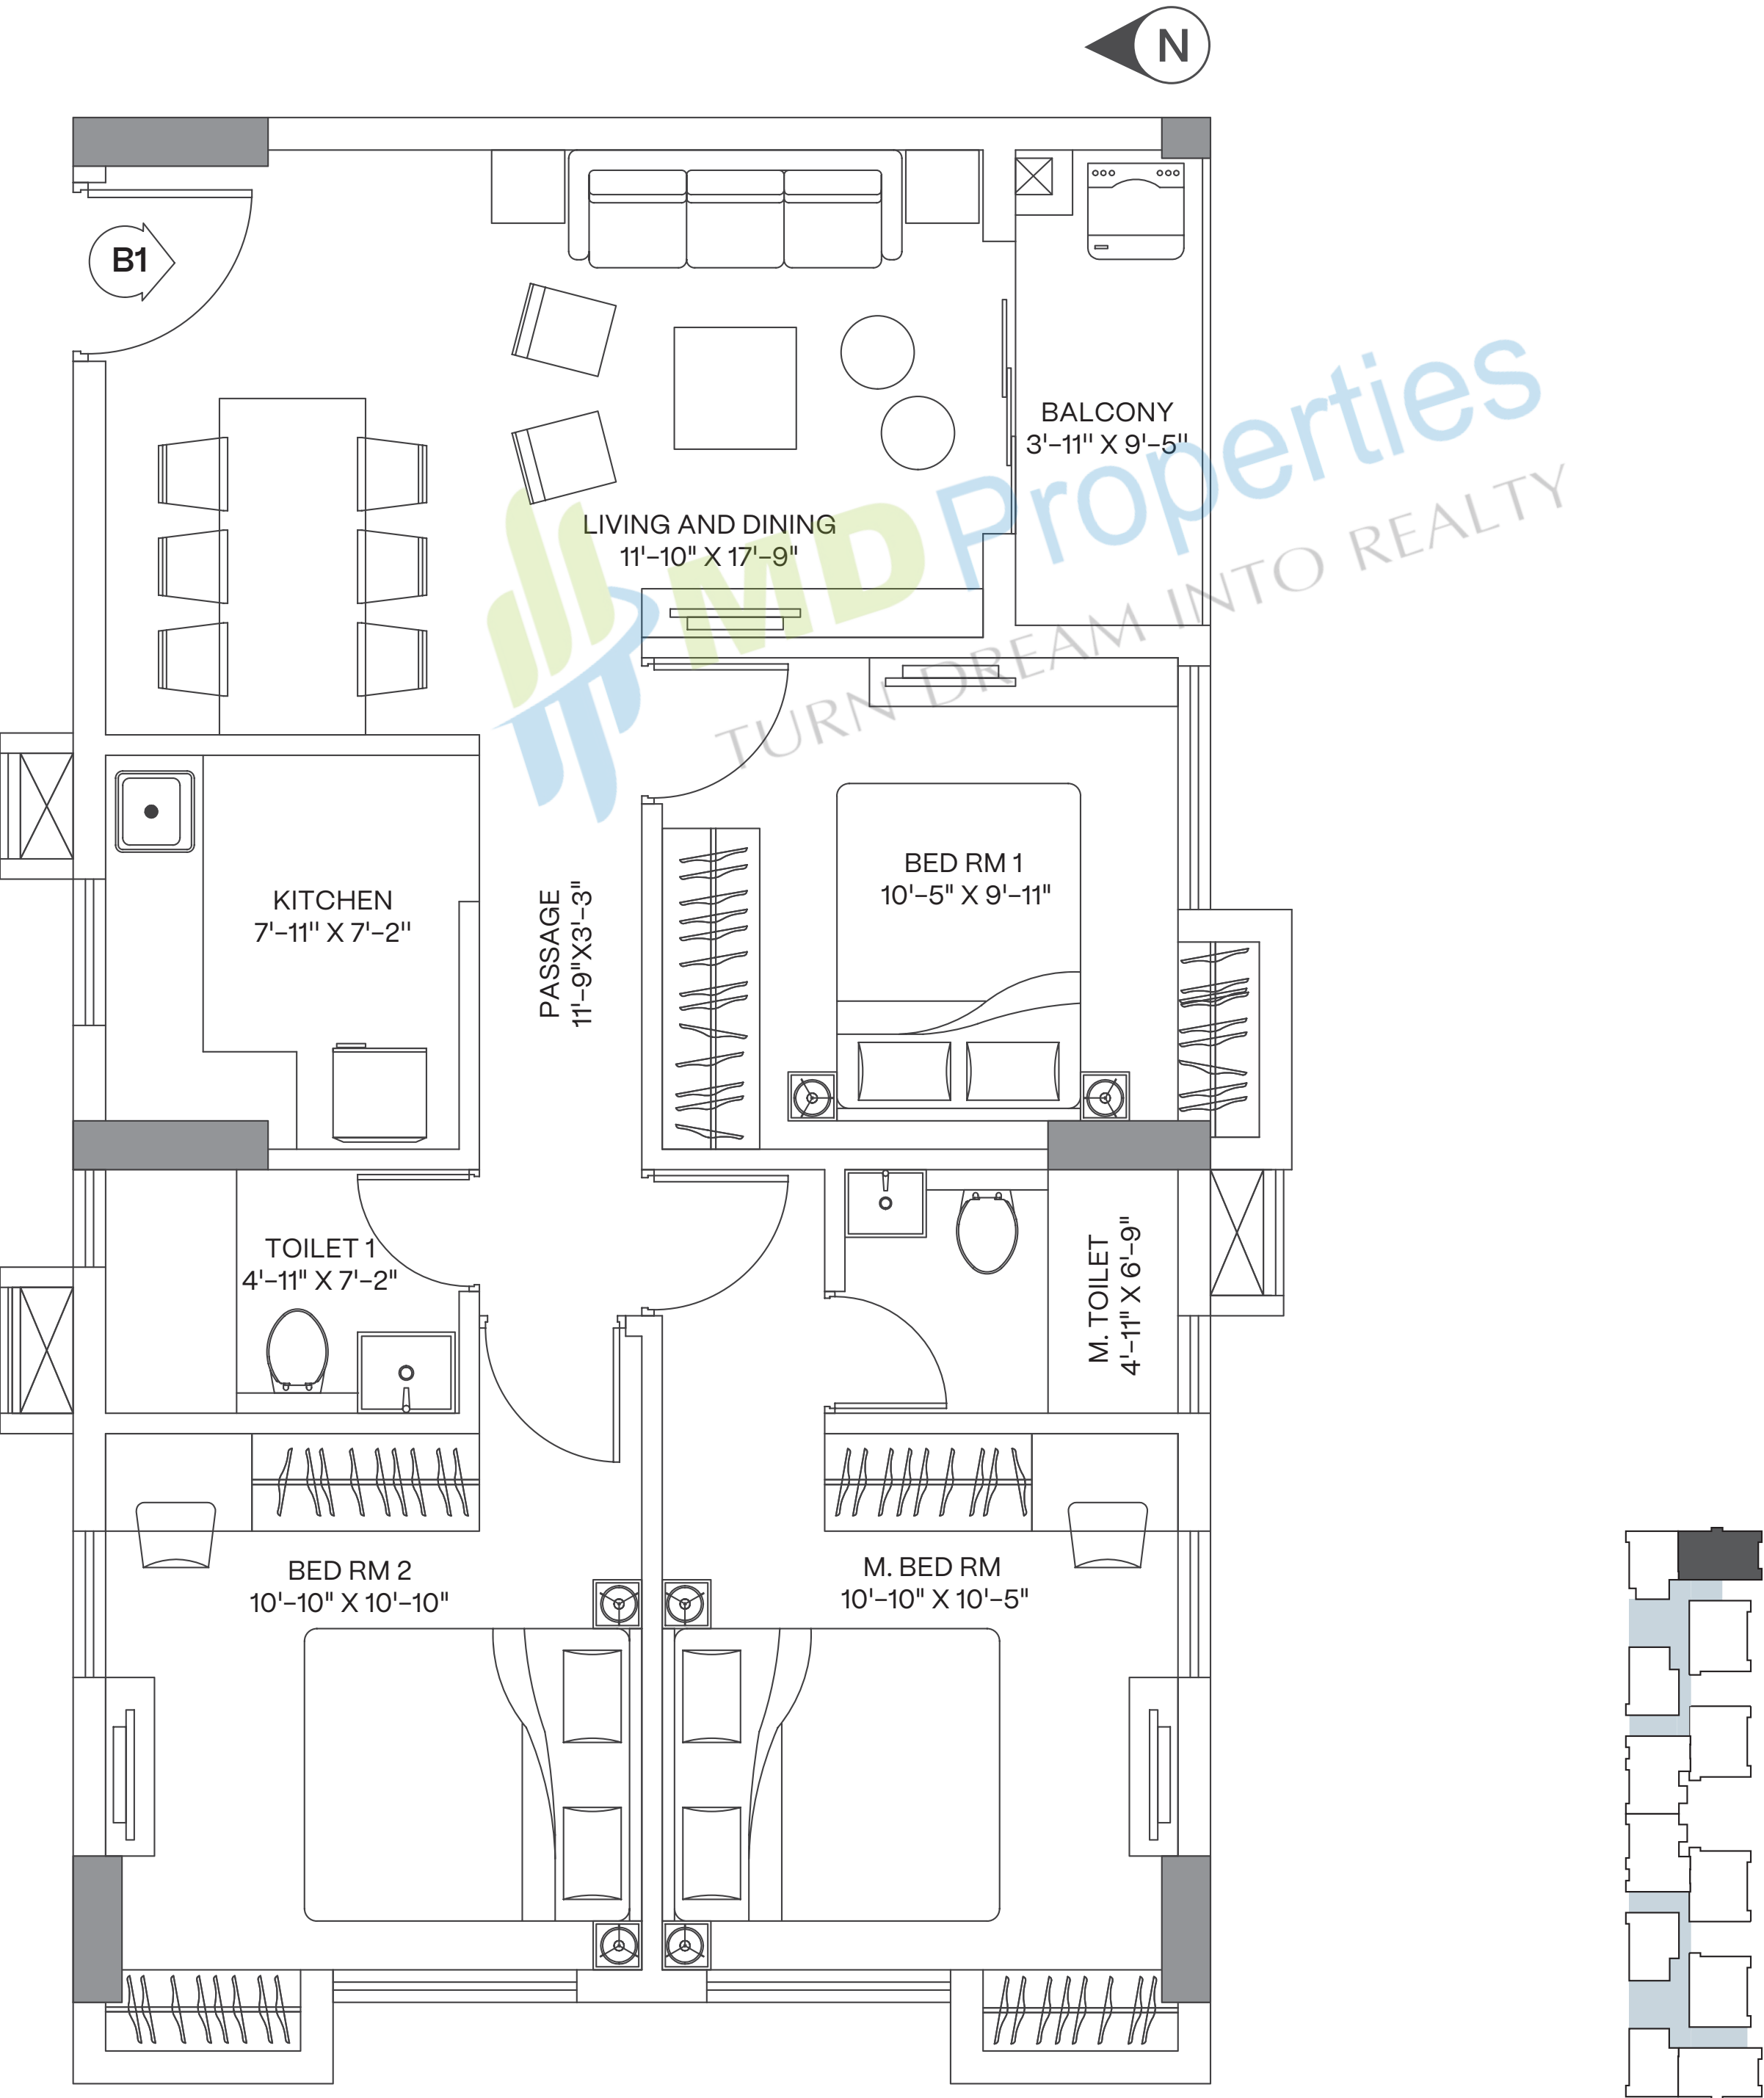 N
B1
BALCONY
3'-11" X 9'-5"
LIVING AND DINING
11'-10" X 17'-9"
MDProperties
TURN DREAM INTO REALTY
KITCHEN
7'-11" X 7'-2"
PASSAGE
11'-9"X3'-3"
BED RM 1
10'-5" X 9'-11"
TOILET 1
4'-11" X 7'-2"
M. TOILET
4'-11" X 6'-9"
BED RM 2
10'-10" X 10'-10"
M. BED RM
10'-10" X 10'-5"